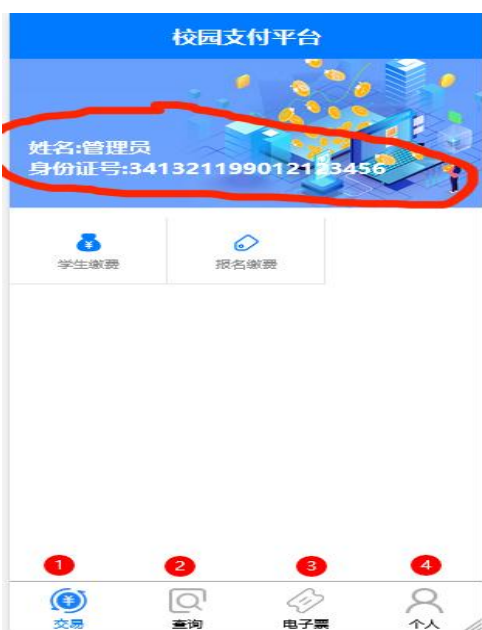 校园支付平台
姓名:管理员
身份证号:341321199012123456
学生缴费 报名缴费
1 2 3 4
交易 查询 电子票 个人